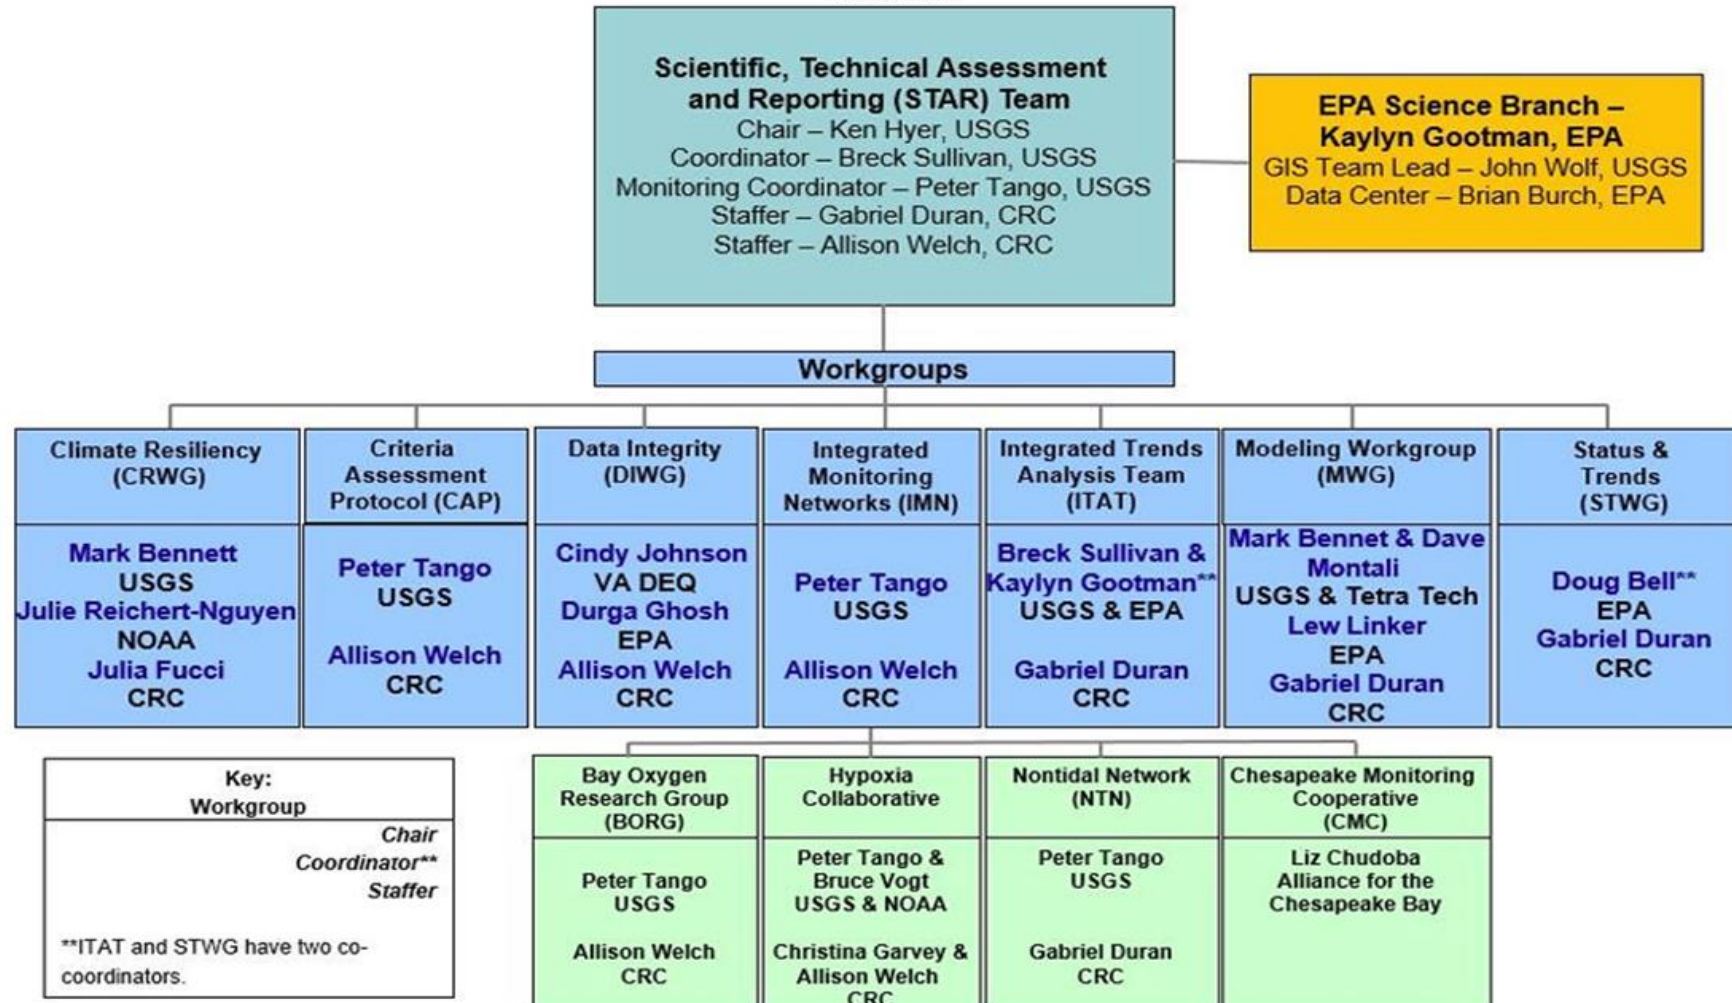 Scientific, Technical Assessment
and Reporting (STAR) Team
Chair – Ken Hyer, USGS
Coordinator – Breck Sullivan, USGS
Monitoring Coordinator – Peter Tango, USGS
Staffer – Gabriel Duran, CRC
Staffer – Allison Welch, CRC
EPA Science Branch –
Kaylyn Gootman, EPA
GIS Team Lead – John Wolf, USGS
Data Center – Brian Burch, EPA
Workgroups
Climate Resiliency
(CRWG)
Mark Bennett
USGS
Julie Reichert-Nguyen
NOAA
Julia Fucci
CRC
Criteria
Assessment
Protocol (CAP)
Peter Tango
USGS
Allison Welch
CRC
Data Integrity
(DIWG)
Cindy Johnson
VA DEQ
Durga Ghosh
EPA
Allison Welch
CRC
Integrated
Monitoring
Networks (IMN)
Peter Tango
USGS
Allison Welch
CRC
Integrated Trends
Analysis Team
(ITAT)
Breck Sullivan &
Kaylyn Gootman**
USGS & EPA
Gabriel Duran
CRC
Modeling Workgroup
(MWG)
Mark Bennet & Dave
Montali
USGS & Tetra Tech
Lew Linker
EPA
Gabriel Duran
CRC
Status &
Trends
(STWG)
Doug Bell**
EPA
Gabriel Duran
CRC
Key:
Workgroup
Chair
Coordinator**
Staffer
**ITAT and STWG have two co-
coordinators.
Bay Oxygen
Research Group
(BORG)
Peter Tango
USGS
Allison Welch
CRC
Hypoxia
Collaborative
Peter Tango &
Bruce Vogt
USGS & NOAA
Christina Garvey &
Allison Welch
CRC
Nontidal Network
(NTN)
Peter Tango
USGS
Gabriel Duran
CRC
Chesapeake Monitoring
Cooperative
(CMC)
Liz Chudoba
Alliance for the
Chesapeake Bay